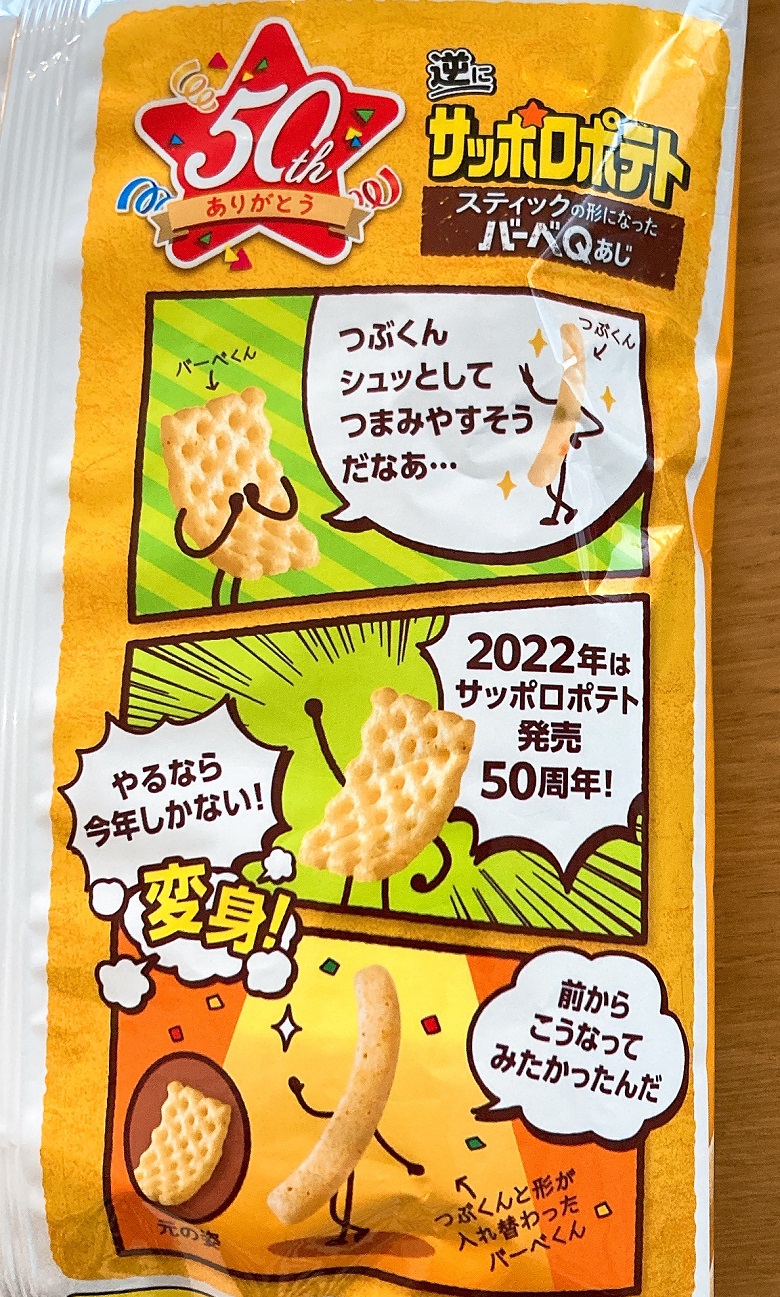 50th
ありがとう
逆に
サッポロポテト
スティックの形になった
バーベQあじ
バーベくん
つぶくん
シュッとして
つまみやすそう
だなあ…
つぶくん
2022年は
サッポロポテト
発売
50周年!
やるなら
今年しかない!
変身!
前から
こうなって
みたかったんだ
元の姿
つぶくんと形が
入れ替わった
バーベくん